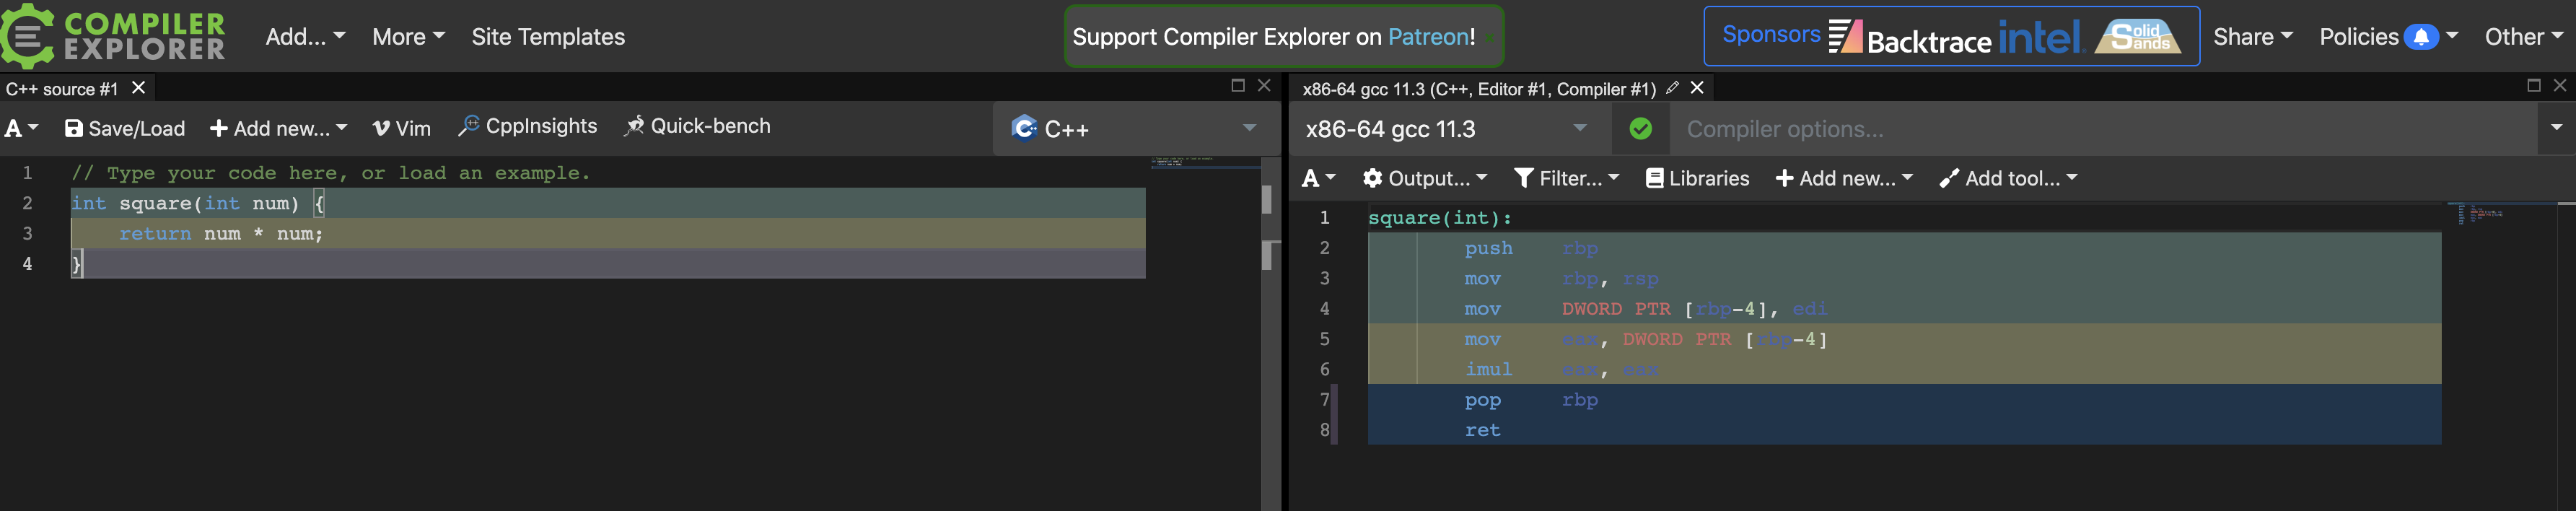 COMPILER
EXPLORER
Add...
More
Site Templates
Support Compiler Explorer on Patreon!
Sponsors
Backtrace
intel.
Solid
Sands
Share
Policies
Other
C++ source #1
x86-64 gcc 11.3 (C++, Editor #1, Compiler #1)
A
Save/Load
Add new...
Vim
CppInsights
Quick-bench
C++
x86-64 gcc 11.3
Compiler options...
1 // Type your code here, or load an example.
2 int square(int num) {
3     return num * num;
4 }
A
Output...
Filter...
Libraries
Add new...
Add tool...
1 square(int):
2         push    rbp
3         mov     rbp, rsp
4         mov     DWORD PTR [rbp-4], edi
5         mov     eax, DWORD PTR [rbp-4]
6         imul    eax, eax
7         pop     rbp
8         ret